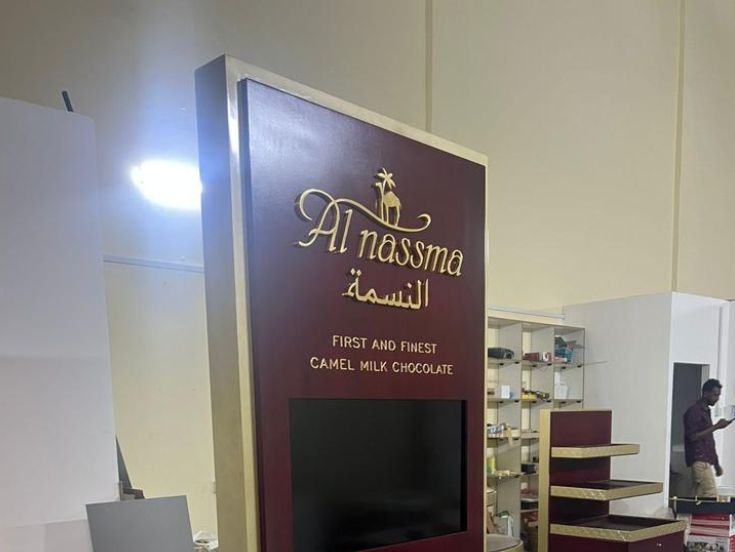 Al nassma
النسمة
FIRST AND FINEST
CAMEL MILK CHOCOLATE